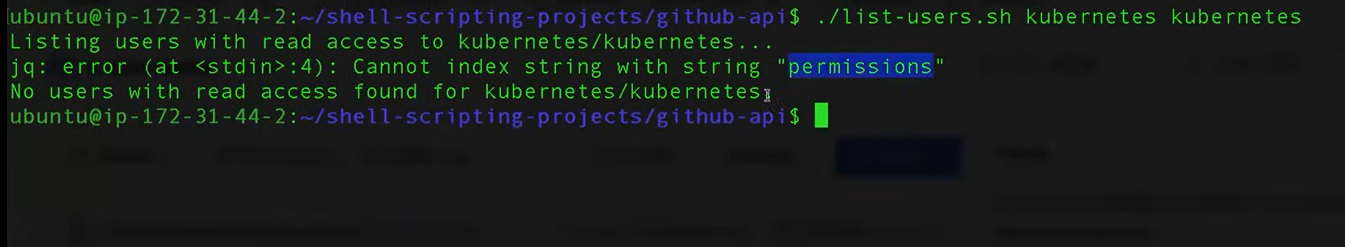 ubuntu@ip-172-31-44-2:~/shell-scripting-projects/github-api$ ./list-users.sh kubernetes kubernetes
Listing users with read access to kubernetes/kubernetes...
jq: error (at <stdin>:4): Cannot index string with string "permissions"
No users with read access found for kubernetes/kubernetes.
ubuntu@ip-172-31-44-2:~/shell-scripting-projects/github-api$